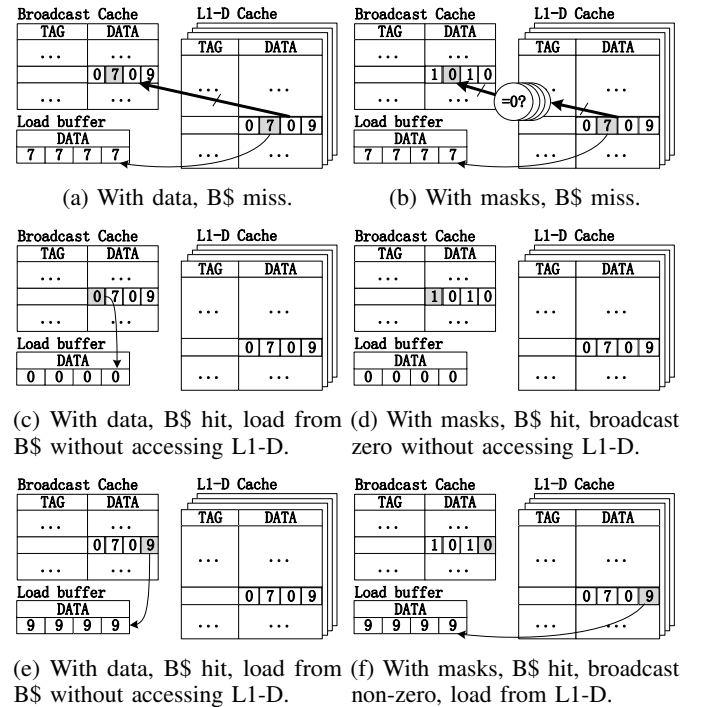 Broadcast Cache
TAG DATA
... ...
0 7 0 9
... ...
Load buffer
DATA
7 7 7 7
L1-D Cache
TAG DATA
... ...
0 7 0 9
... ...
(a) With data, B$ miss.
Broadcast Cache
TAG DATA
... ...
1 0 1 0
... ...
=0?
Load buffer
DATA
7 7 7 7
L1-D Cache
TAG DATA
... ...
0 7 0 9
... ...
(b) With masks, B$ miss.
Broadcast Cache
TAG DATA
... ...
0 7 0 9
... ...
Load buffer
DATA
0 0 0 0
L1-D Cache
TAG DATA
... ...
0 7 0 9
... ...
(c) With data, B$ hit, load from
B$ without accessing L1-D.
Broadcast Cache
TAG DATA
... ...
1 0 1 0
... ...
Load buffer
DATA
0 0 0 0
L1-D Cache
TAG DATA
... ...
0 7 0 9
... ...
(d) With masks, B$ hit, broadcast
zero without accessing L1-D.
Broadcast Cache
TAG DATA
... ...
0 7 0 9
... ...
Load buffer
DATA
9 9 9 9
L1-D Cache
TAG DATA
... ...
0 7 0 9
... ...
(e) With data, B$ hit, load from
B$ without accessing L1-D.
Broadcast Cache
TAG DATA
... ...
1 0 1 0
... ...
Load buffer
DATA
9 9 9 9
L1-D Cache
TAG DATA
... ...
0 7 0 9
... ...
(f) With masks, B$ hit, broadcast
non-zero, load from L1-D.